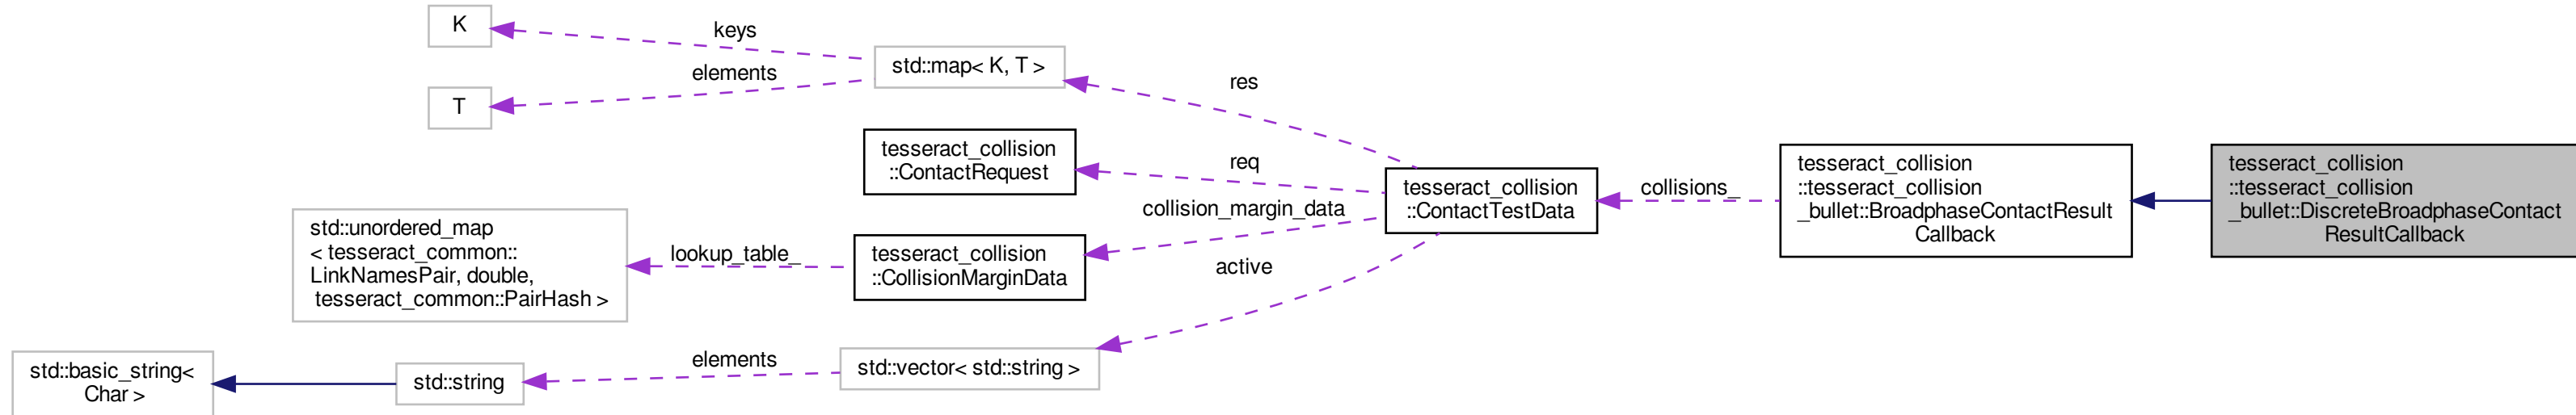 K
keys
T
elements
std::map< K, T >
res
tesseract_collision
::ContactRequest
req
tesseract_collision
::ContactTestData
collisions_
tesseract_collision
::tesseract_collision
_bullet::BroadphaseContactResult
Callback
tesseract_collision
::tesseract_collision
_bullet::DiscreteBroadphaseContact
ResultCallback
collision_margin_data
std::unordered_map
< tesseract_common::
LinkNamesPair, double,
tesseract_common::PairHash >
lookup_table_
tesseract_collision
::CollisionMarginData
active
std::basic_string<
Char >
std::string
elements
std::vector< std::string >